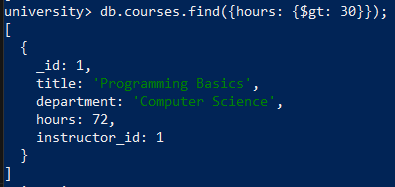 university> db.courses.find({hours: {$gt: 30}});
[
  {
    _id: 1,
    title: 'Programming Basics',
    department: 'Computer Science',
    hours: 72,
    instructor_id: 1
  }
]